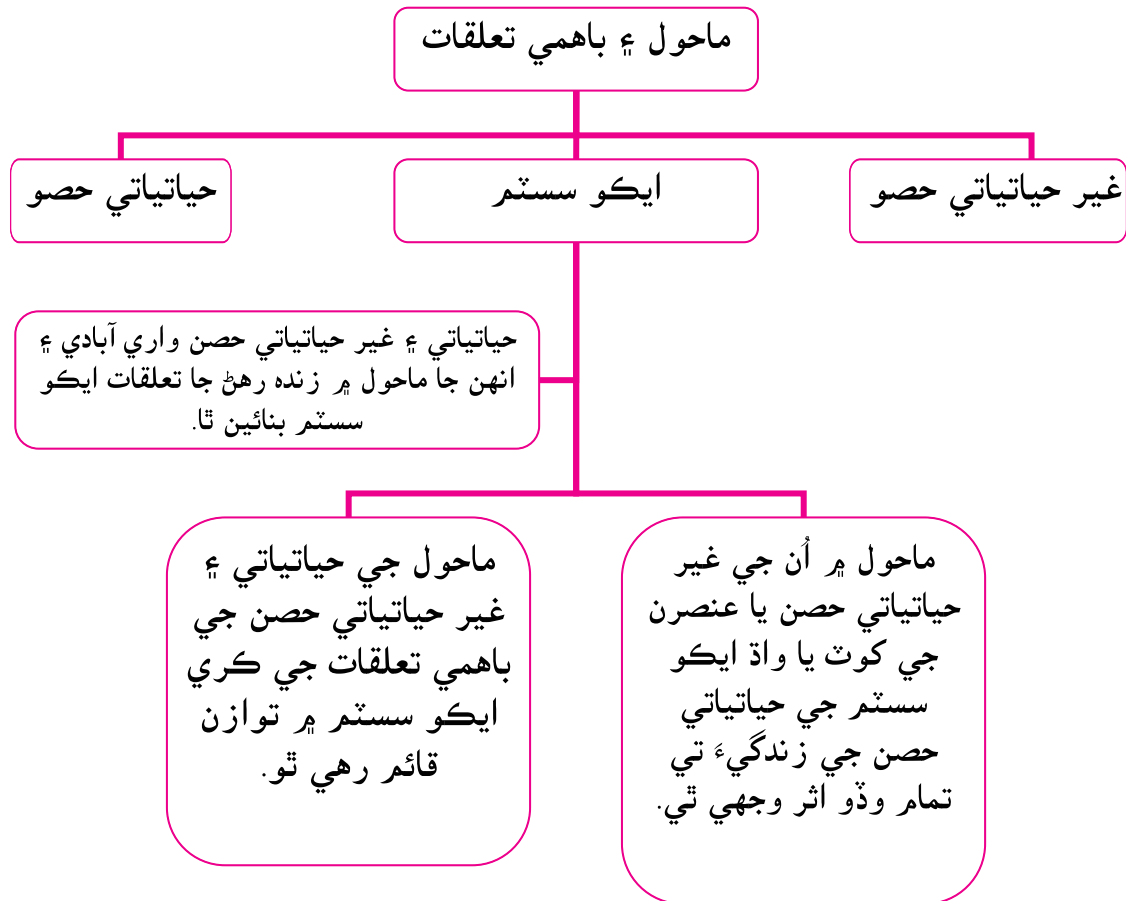 ماحول ۽ باهمي تعلقات
غير حياتياتي حصو
ايڪو سسٽم
حياتياتي حصو
حياتياتي ۽ غير حياتياتي حصن واري آبادي ۽
انهن جا ماحول ۾ زنده رهڻ جا تعلقات ايڪو
سسٽم بنائين ٿا.
ماحول ۾ اُن جي غير
حياتياتي حصن يا عنصرن
جي کوٽ يا واڌ ايڪو
سسٽم جي حياتياتي
حصن جي زندگيءَ تي
تمام وڏو اثر وجهي ٿي.
ماحول جي حياتياتي ۽
غير حياتياتي حصن جي
باهمي تعلقات جي ڪري
ايڪو سسٽم ۾ توازن
قائم رهي ٿو.